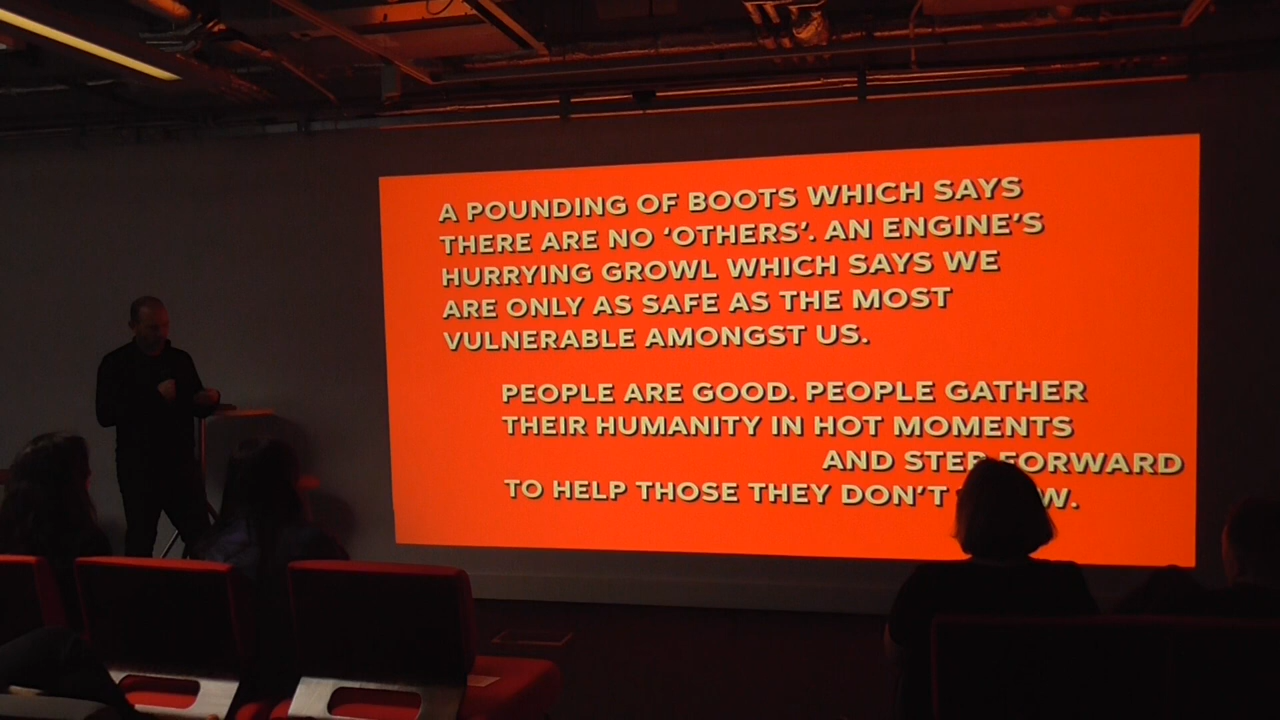 A POUNDING OF BOOTS WHICH SAYS
THERE ARE NO ‘OTHERS’. AN ENGINE’S
HURRYING GROWL WHICH SAYS WE
ARE ONLY AS SAFE AS THE MOST
VULNERABLE AMONGST US.
PEOPLE ARE GOOD. PEOPLE GATHER
THEIR HUMANITY IN HOT MOMENTS
AND STEP FORWARD
TO HELP THOSE THEY DON’T